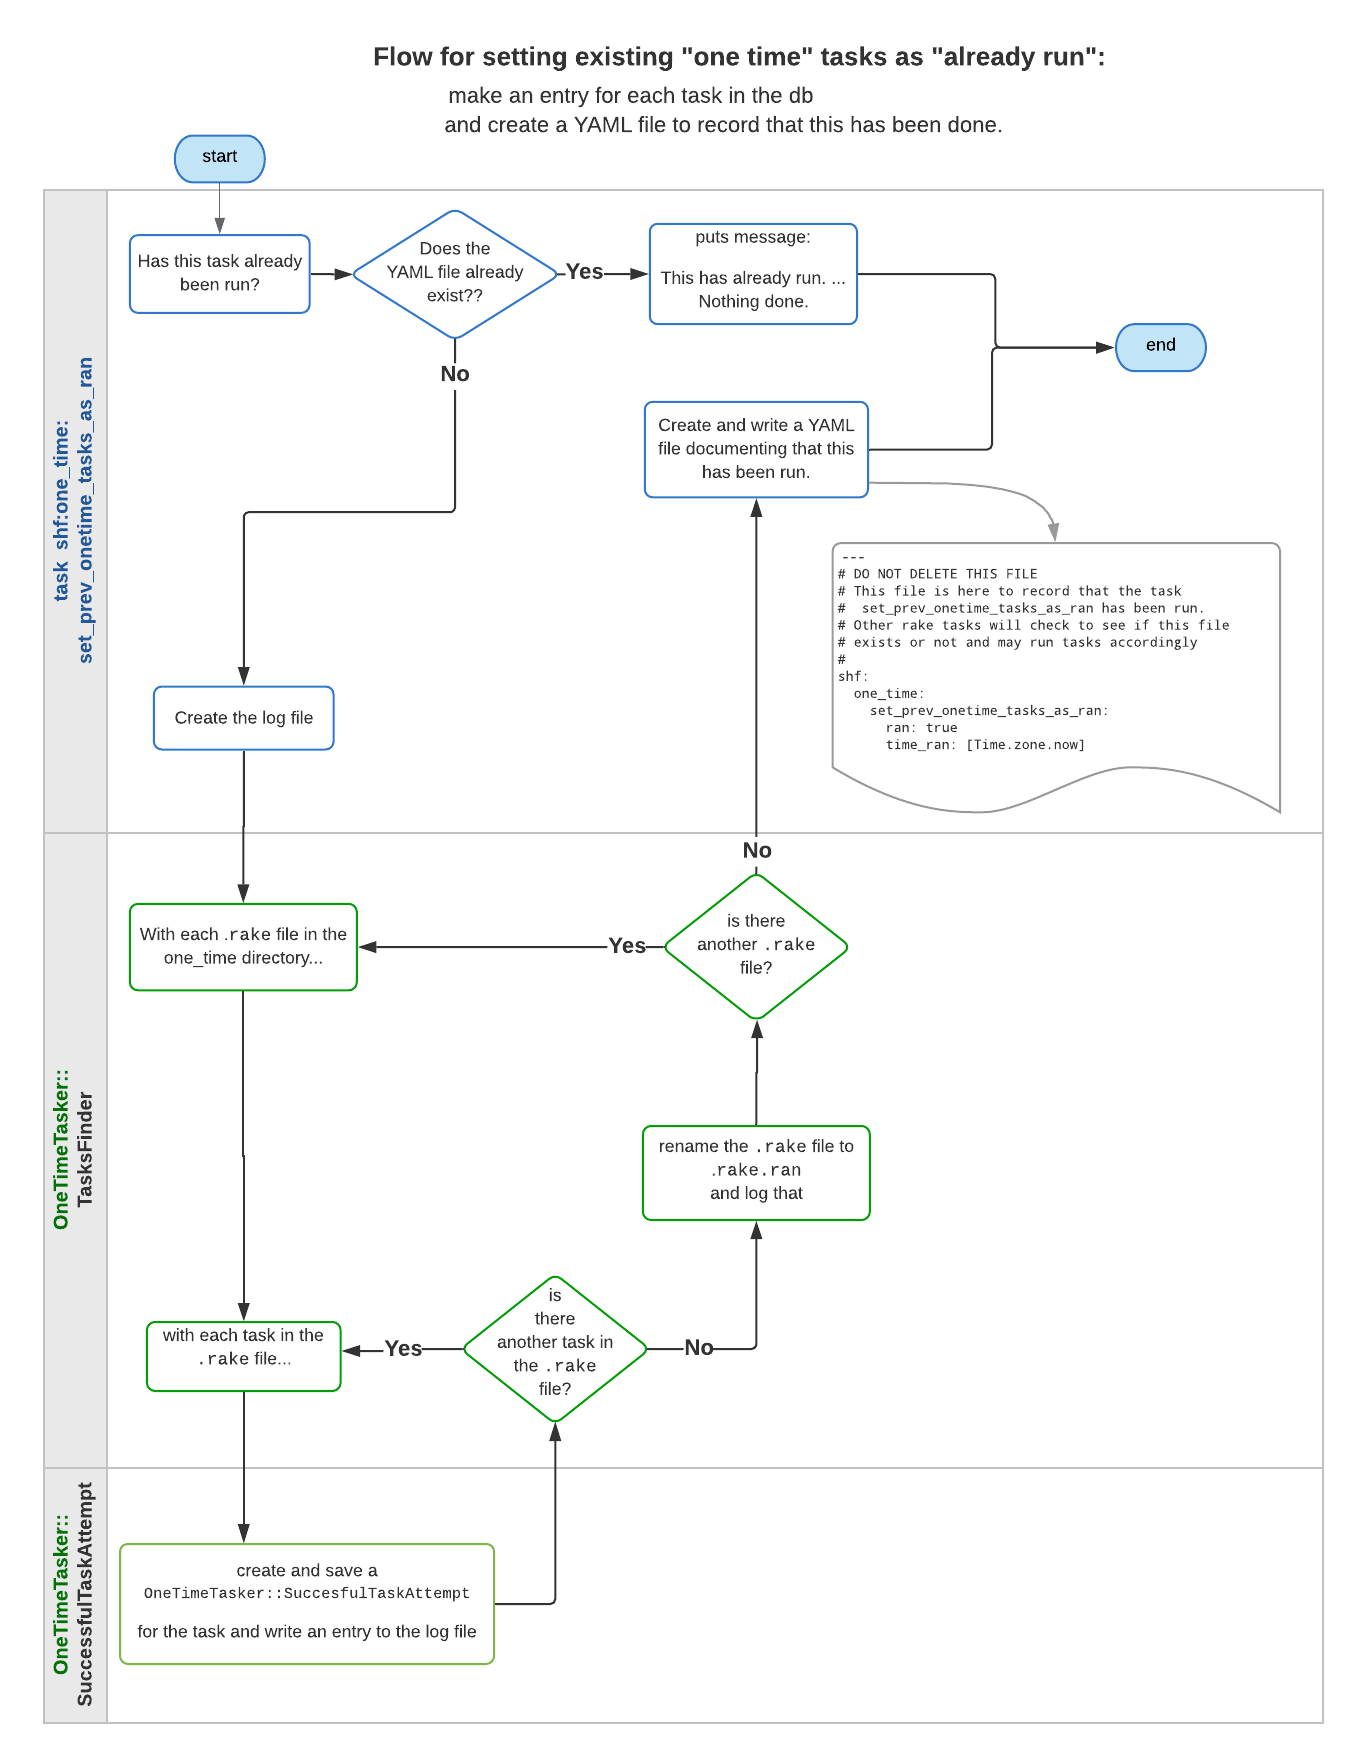 Flow for setting existing "one time" tasks as "already run":
make an entry for each task in the db
and create a YAML file to record that this has been done.
start
task shf:one_time:
set_prev_onetime_tasks_as_ran
Has this task already
been run?
Does the
YAML file already
exist??
Yes
puts message:
This has already run. ...
Nothing done.
end
No
Create and write a YAML
file documenting that this
has been run.
---
# DO NOT DELETE THIS FILE
# This file is here to record that the task
#  set_prev_onetime_tasks_as_ran has been run.
# Other rake tasks will check to see if this file
# exists or not and may run tasks accordingly
#
shf:
  one_time:
    set_prev_onetime_tasks_as_ran:
      ran: true
      time_ran: [Time.zone.now]
Create the log file
OneTimeTasker::
TasksFinder
No
With each .rake file in the
one_time directory...
Yes
is there
another .rake
file?
rename the .rake file to
.rake.ran
and log that
with each task in the
.rake file...
Yes
is
there
another task in
the .rake
file?
No
OneTimeTasker::
SuccessfulTaskAttempt
create and save a
OneTimeTasker::SuccesfulTaskAttempt
for the task and write an entry to the log file